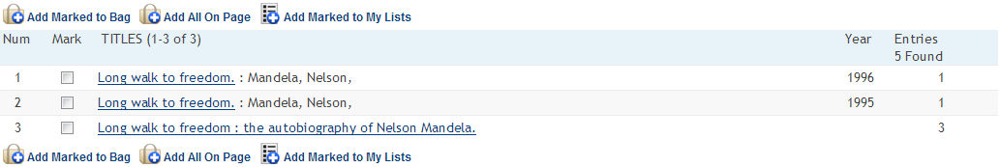 Add Marked to Bag Add All On Page Add Marked to My Lists
Num Mark TITLES (1-3 of 3) Year Entries
5 Found
1 Long walk to freedom. : Mandela, Nelson, 1996 1
2 Long walk to freedom. : Mandela, Nelson, 1995 1
3 Long walk to freedom : the autobiography of Nelson Mandela. 3
Add Marked to Bag Add All On Page Add Marked to My Lists